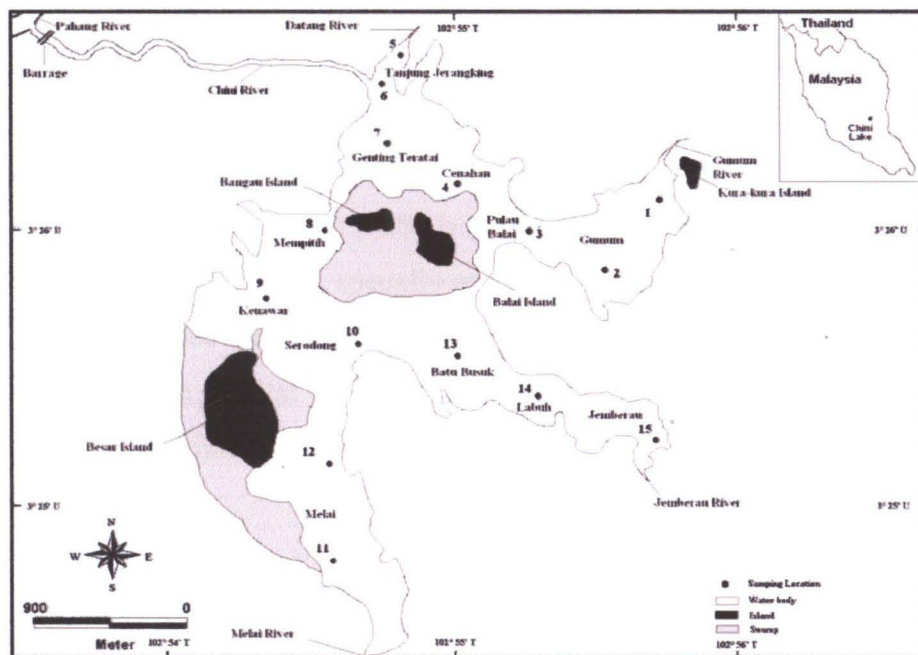 Pahang River
Barrage
Chini River
Datang River
5
Tanjung Jerangking
6
7
Genting Teratai
102° 55' T
102° 56' T
Thailand
Malaysia
Chini
Lake
Cenahan
4
Bangau Island
Gumum
River
Kura-kura Island
1
3° 26' U
8
Mempitih
Pulau
Balai
3
Gumum
2
3° 26' U
9
Kenawar
Balai Island
Serodong
10
13
Batu Busuk
14
Labuh
Jemberau
15
Besar Island
12
Jemberau River
3° 25' U
Melai
3° 25' U
11
N
W
E
S
900
0
Meter
Melai River
102° 54' T
102° 55' T
102° 56' T
Samping Location
Water body
Island
Swamp